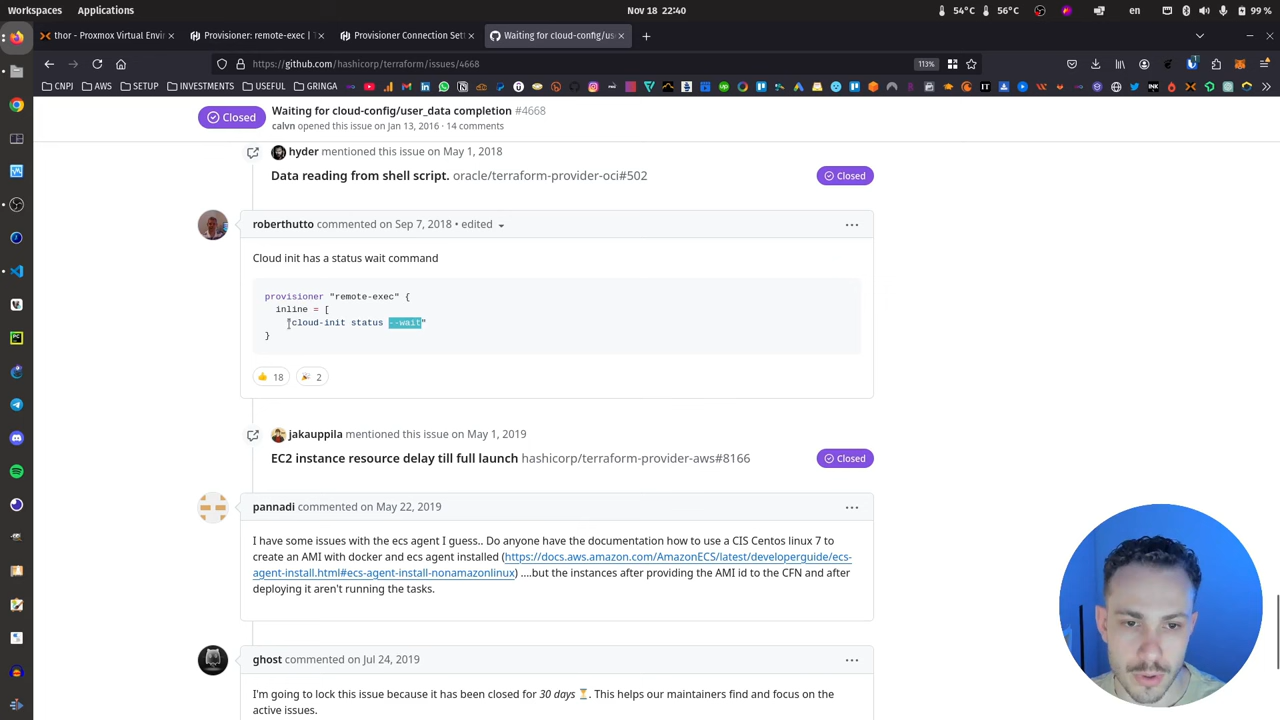 Workspaces
Applications
Nov 18 22:40
54°C
56°C
en
99 %
thor - Proxmox Virtual Envi
Provisioner: remote-exec | T
Provisioner Connection Set
Waiting for cloud-config/us
https://github.com/hashicorp/terraform/issues/4668
113%
CNPJ
AWS
SETUP
INVESTMENTS
USEFUL
GRINGA
Closed
Waiting for cloud-config/user_data completion #4668
calvn opened this issue on Jan 13, 2016 · 14 comments
hyder mentioned this issue on May 1, 2018
Data reading from shell script. oracle/terraform-provider-oci#502
Closed
roberthutto commented on Sep 7, 2018 • edited
Cloud init has a status wait command
provisioner "remote-exec" {
inline = [
"cloud-init status --wait"
}
18
2
jakauppila mentioned this issue on May 1, 2019
EC2 instance resource delay till full launch hashicorp/terraform-provider-aws#8166
Closed
pannadi commented on May 22, 2019
I have some issues with the ecs agent I guess.. Do anyone have the documentation how to use a CIS Centos linux 7 to
create an AMI with docker and ecs agent installed (https://docs.aws.amazon.com/AmazonECS/latest/developerguide/ecs-
agent-install.html#ecs-agent-install-nonamazonlinux) ....but the instances after providing the AMI id to the CFN and after
deploying it aren't running the tasks.
ghost commented on Jul 24, 2019
I'm going to lock this issue because it has been closed for 30 days ⏳. This helps our maintainers find and focus on the
active issues.